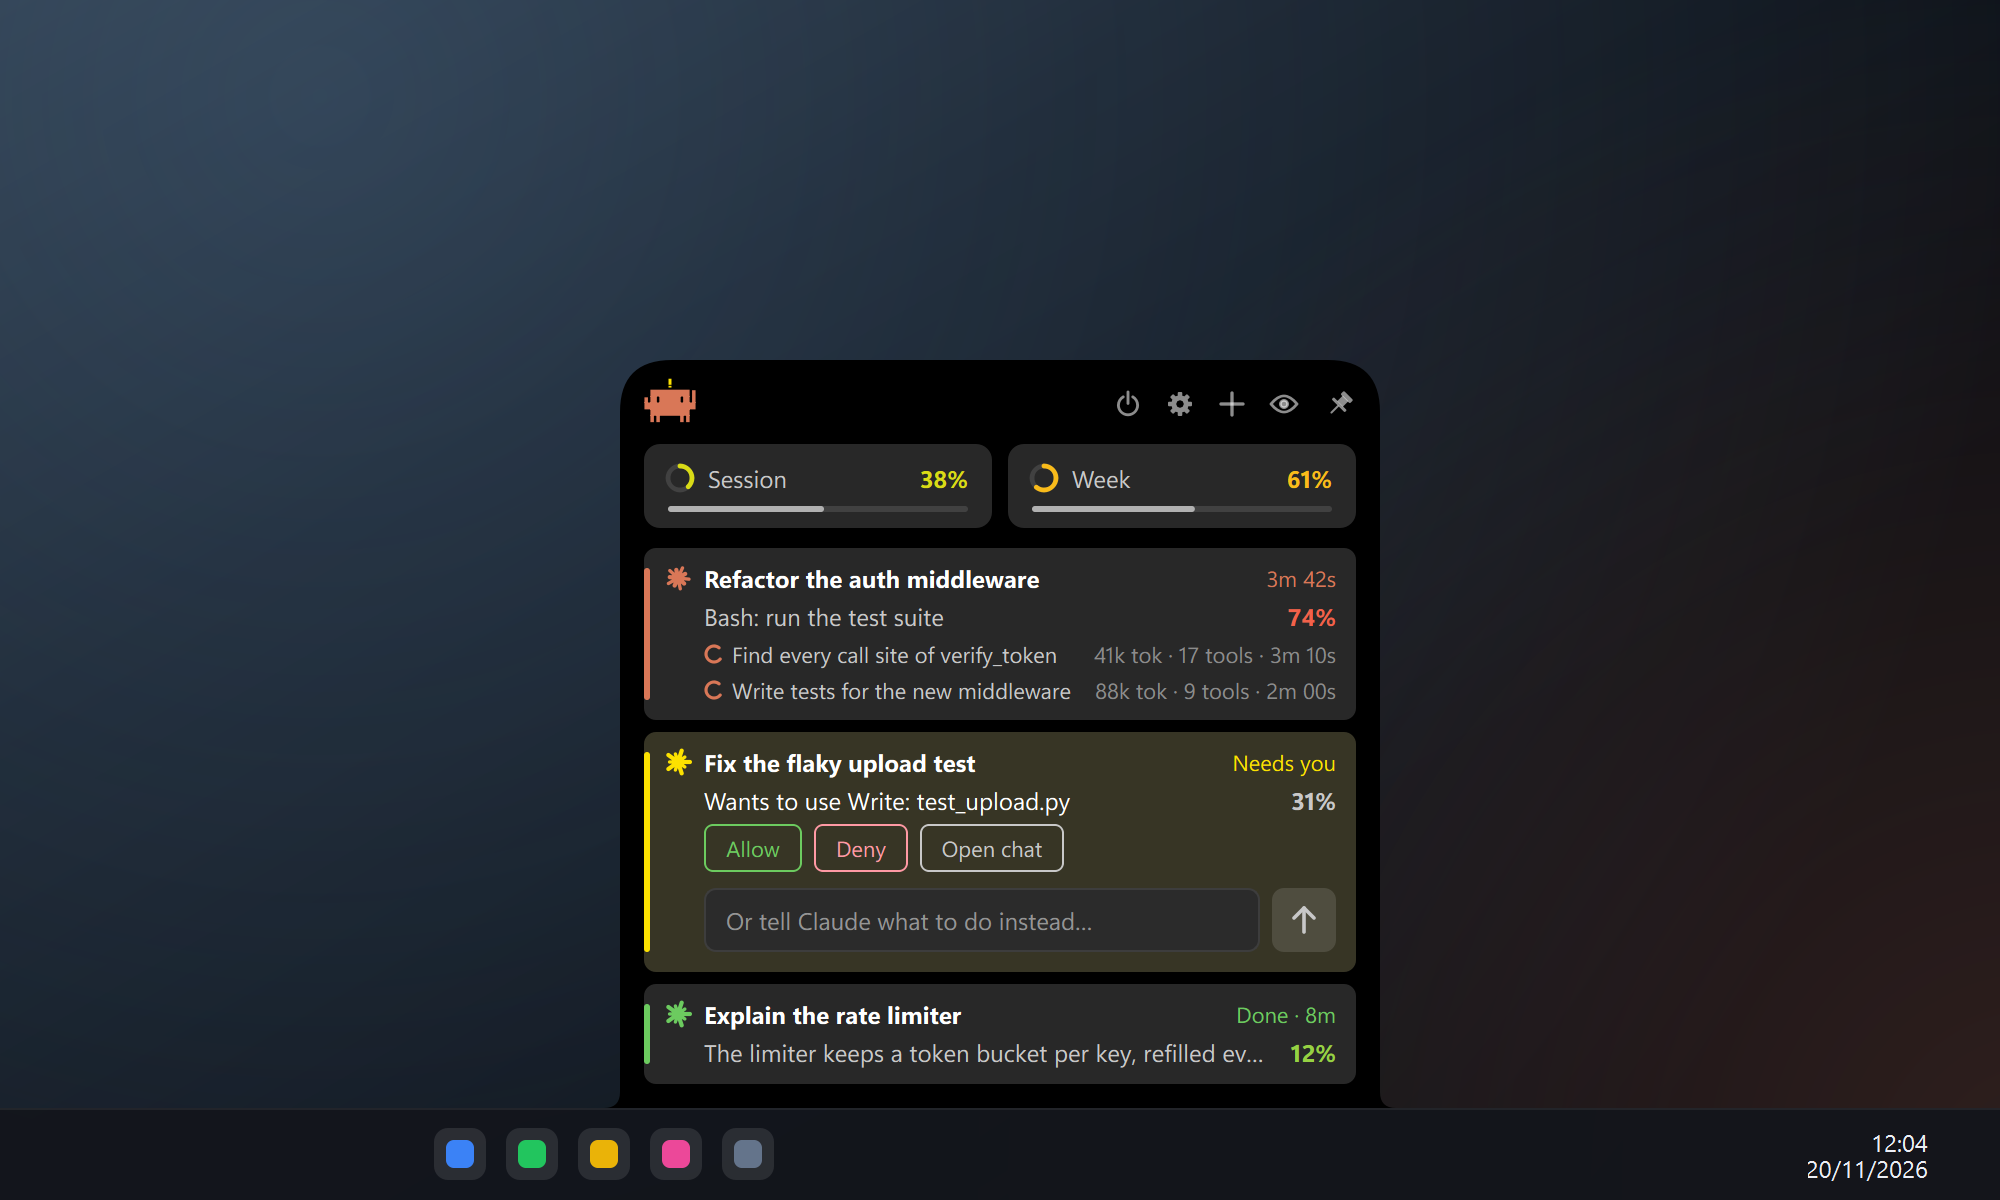 Session 38%
Week 61%
Refactor the auth middleware 3m 42s
Bash: run the test suite 74%
Find every call site of verify_token 41k tok · 17 tools · 3m 10s
Write tests for the new middleware 88k tok · 9 tools · 2m 00s
Fix the flaky upload test Needs you
Wants to use Write: test_upload.py 31%
Allow Deny Open chat
Or tell Claude what to do instead...
Explain the rate limiter Done · 8m
The limiter keeps a token bucket per key, refilled ev... 12%
12:04
20/11/2026